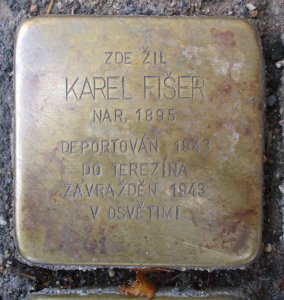 ZDE ŽIL
KAREL FIŠER
NAR. 1895
DEPORTOVÁN 1943
DO TEREZÍNA
ZAVRAŽDĚN 1943
V OSVĚTIMI